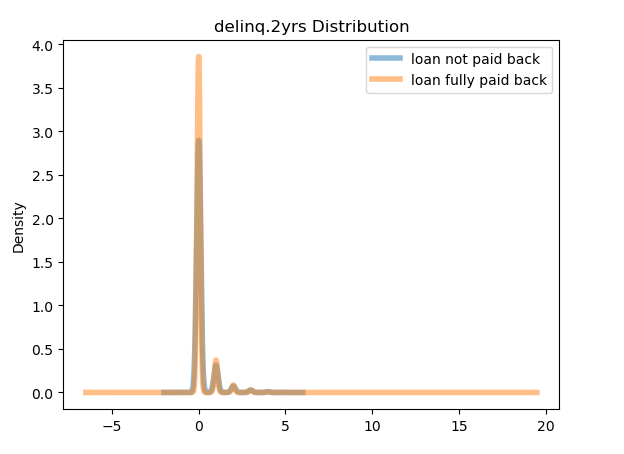 delinq.2yrs Distribution
loan not paid back
loan fully paid back
Density
4.0
3.5
3.0
2.5
2.0
1.5
1.0
0.5
0.0
−5 0 5 10 15 20